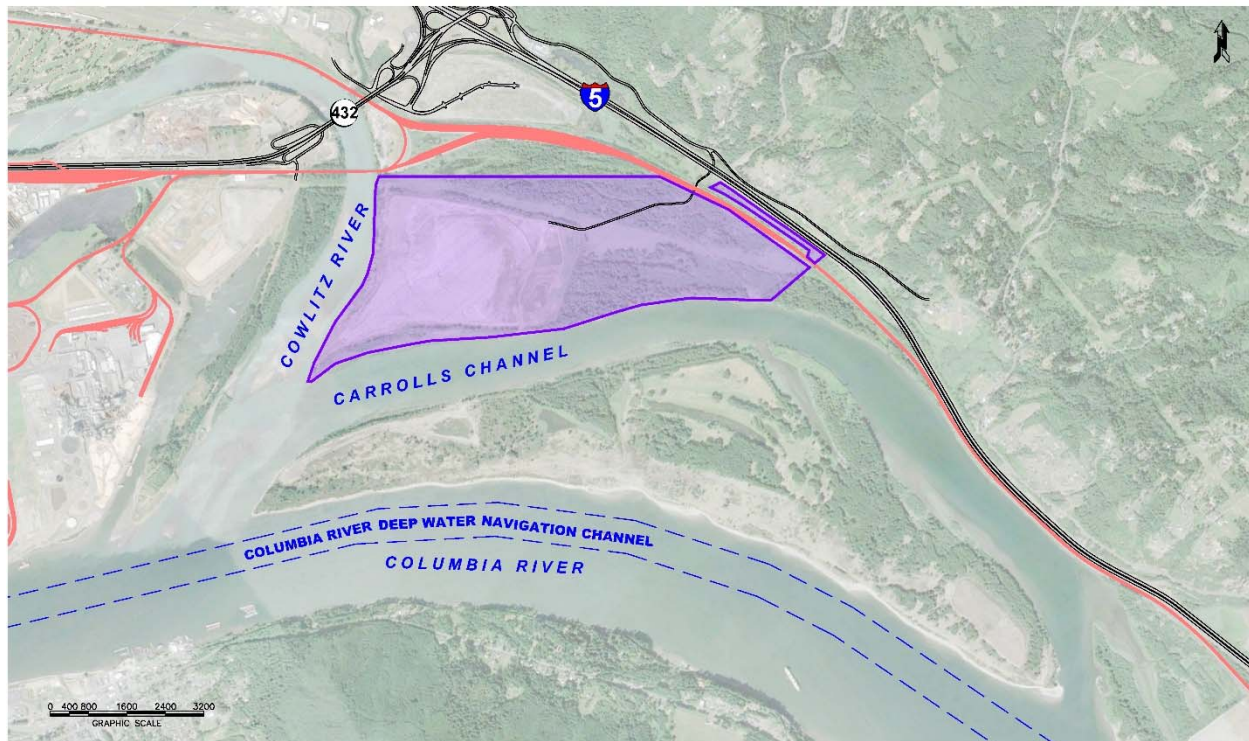 N
5
432
COWLITZ RIVER
CARROLLS CHANNEL
COLUMBIA RIVER DEEP WATER NAVIGATION CHANNEL
COLUMBIA RIVER
0 400 800 1600 2400 3200
GRAPHIC SCALE